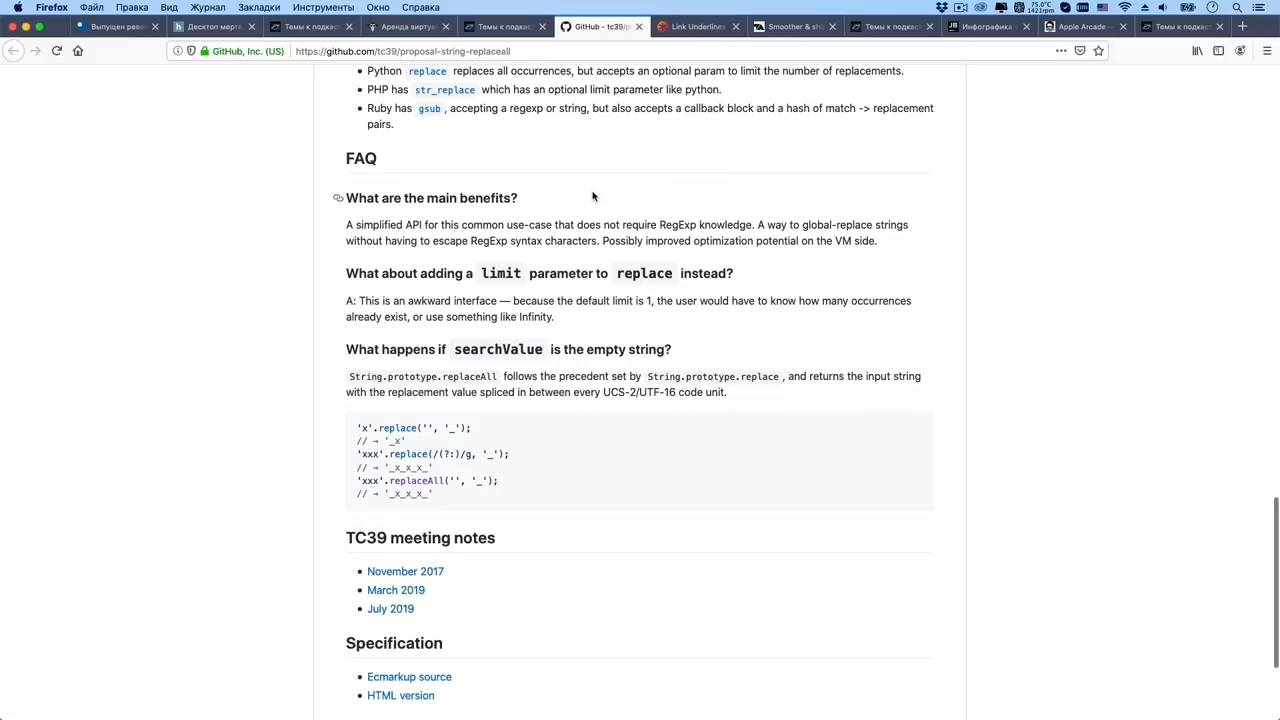 Firefox Файл Правка Вид Журнал Закладки Инструменты Окно Справка
75.0°C
1421rpm
Выпущен рев
Десктоп мертв
Темы к подкаст
Аренда виртуа
Темы к подкаст
GitHub - tc39/p
Link Underlines
Smoother & sh
Темы к подкаст
Инфографика
Apple Arcade —
Темы к подкаст
GitHub, Inc. (US) https://github.com/tc39/proposal-string-replaceall
Python replace replaces all occurrences, but accepts an optional param to limit the number of replacements.
PHP has str_replace which has an optional limit parameter like python.
Ruby has gsub, accepting a regexp or string, but also accepts a callback block and a hash of match -> replacement
pairs.
FAQ
What are the main benefits?
A simplified API for this common use-case that does not require RegExp knowledge. A way to global-replace strings
without having to escape RegExp syntax characters. Possibly improved optimization potential on the VM side.
What about adding a limit parameter to replace instead?
A: This is an awkward interface — because the default limit is 1, the user would have to know how many occurrences
already exist, or use something like Infinity.
What happens if searchValue is the empty string?
String.prototype.replaceAll follows the precedent set by String.prototype.replace, and returns the input string
with the replacement value spliced in between every UCS-2/UTF-16 code unit.
'x'.replace('', '_');
// → '_x'
'xxx'.replace(/(?:)/g, '_');
// → '_x_x_x_'
'xxx'.replaceAll('', '_');
// → '_x_x_x_'
TC39 meeting notes
November 2017
March 2019
July 2019
Specification
Ecmarkup source
HTML version